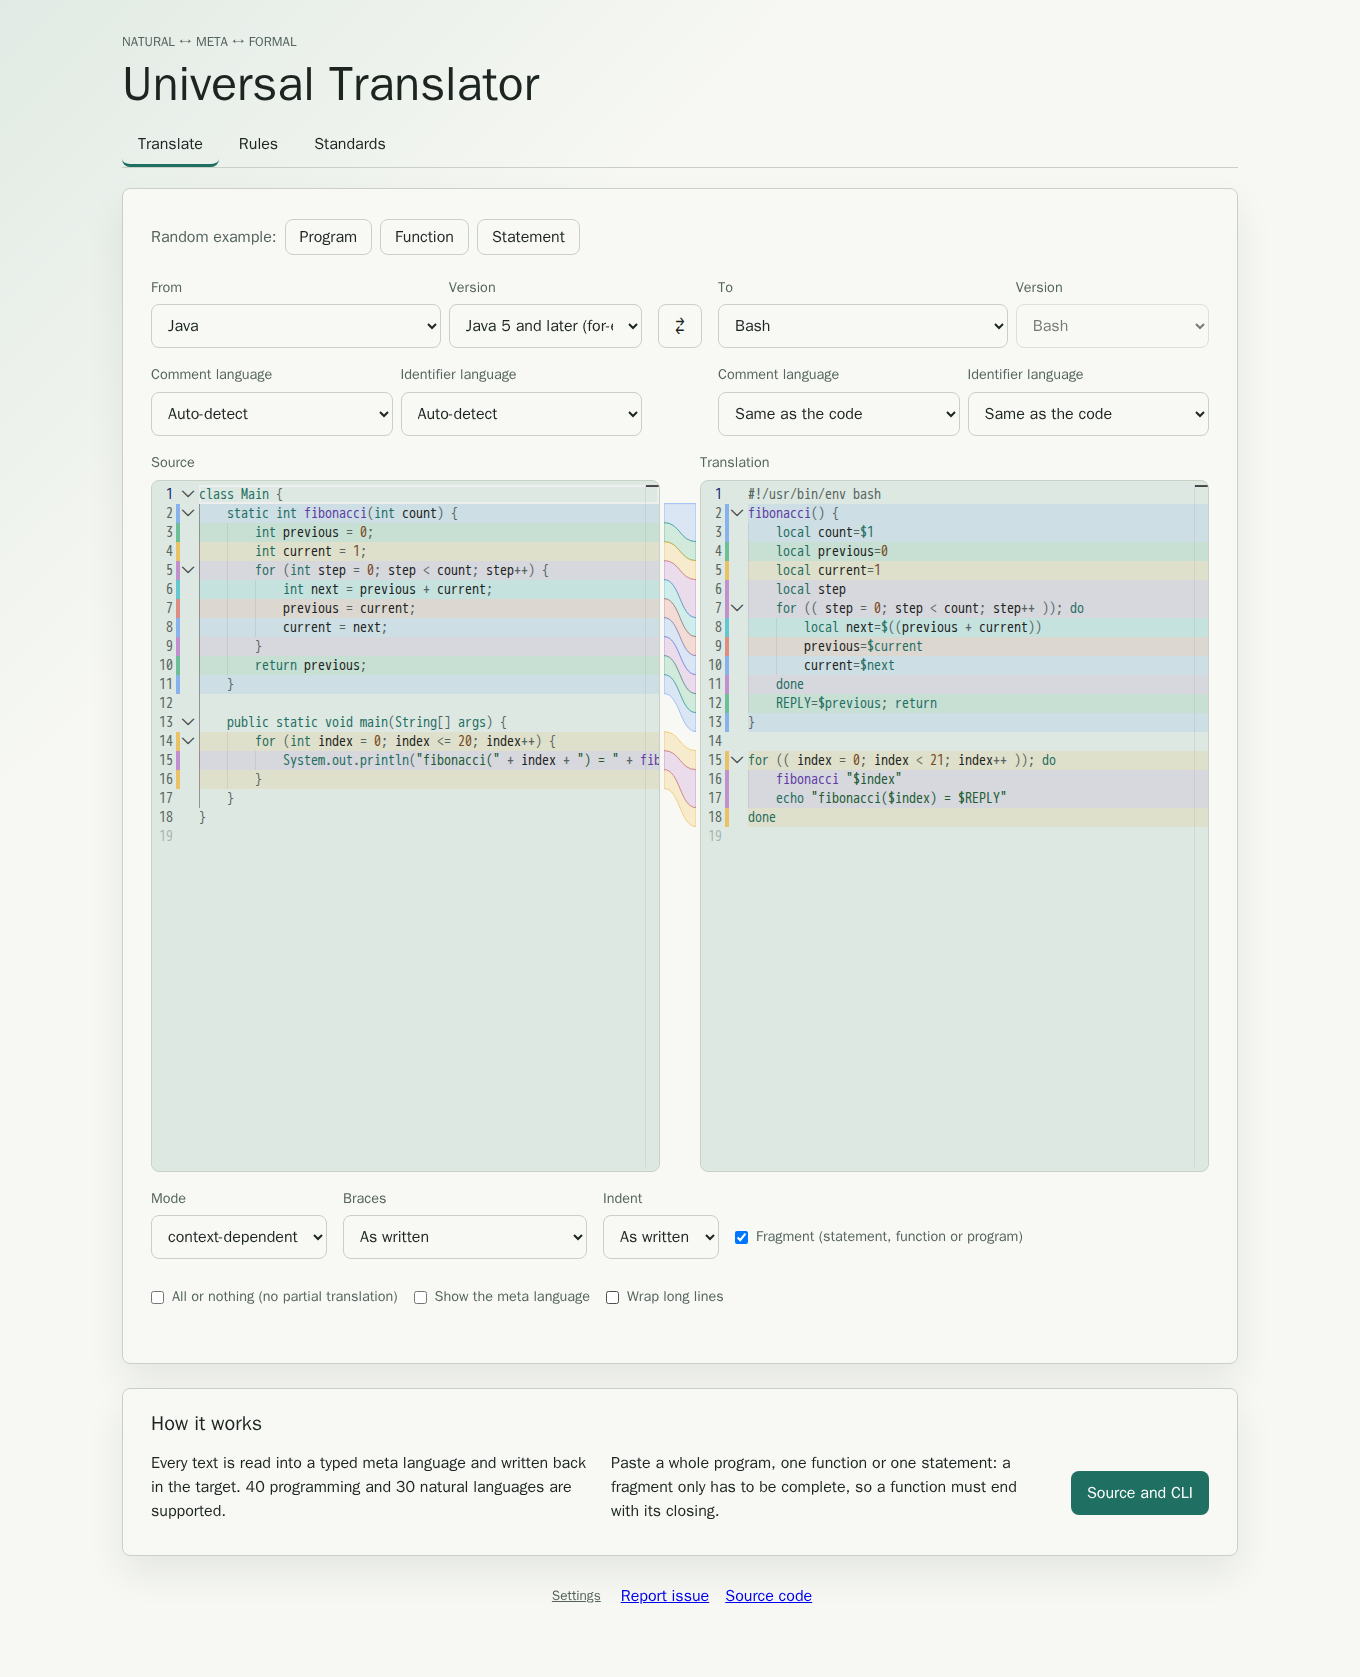 NATURAL ↔ META ↔ FORMAL
Universal Translator
Translate Rules Standards
Random example: Program Function Statement
From Version To Version
Java Java 5 and later (for-e ⇄ Bash Bash
Comment language Identifier language Comment language Identifier language
Auto-detect Auto-detect Same as the code Same as the code
Source
1 class Main {
2     static int fibonacci(int count) {
3         int previous = 0;
4         int current = 1;
5         for (int step = 0; step < count; step++) {
6             int next = previous + current;
7             previous = current;
8             current = next;
9         }
10         return previous;
11     }
12
13     public static void main(String[] args) {
14         for (int index = 0; index <= 20; index++) {
15             System.out.println("fibonacci(" + index + ") = " + fib
16         }
17     }
18 }
19
Translation
1 #!/usr/bin/env bash
2 fibonacci() {
3     local count=$1
4     local previous=0
5     local current=1
6     local step
7     for (( step = 0; step < count; step++ )); do
8         local next=$((previous + current))
9         previous=$current
10         current=$next
11     done
12     REPLY=$previous; return
13 }
14
15 for (( index = 0; index < 21; index++ )); do
16     fibonacci "$index"
17     echo "fibonacci($index) = $REPLY"
18 done
19
Mode Braces Indent
context-dependent As written As written Fragment (statement, function or program)
All or nothing (no partial translation) Show the meta language Wrap long lines
How it works
Every text is read into a typed meta language and written back
in the target. 40 programming and 30 natural languages are
supported.
Paste a whole program, one function or one statement: a
fragment only has to be complete, so a function must end
with its closing.
Source and CLI
Settings Report issue Source code